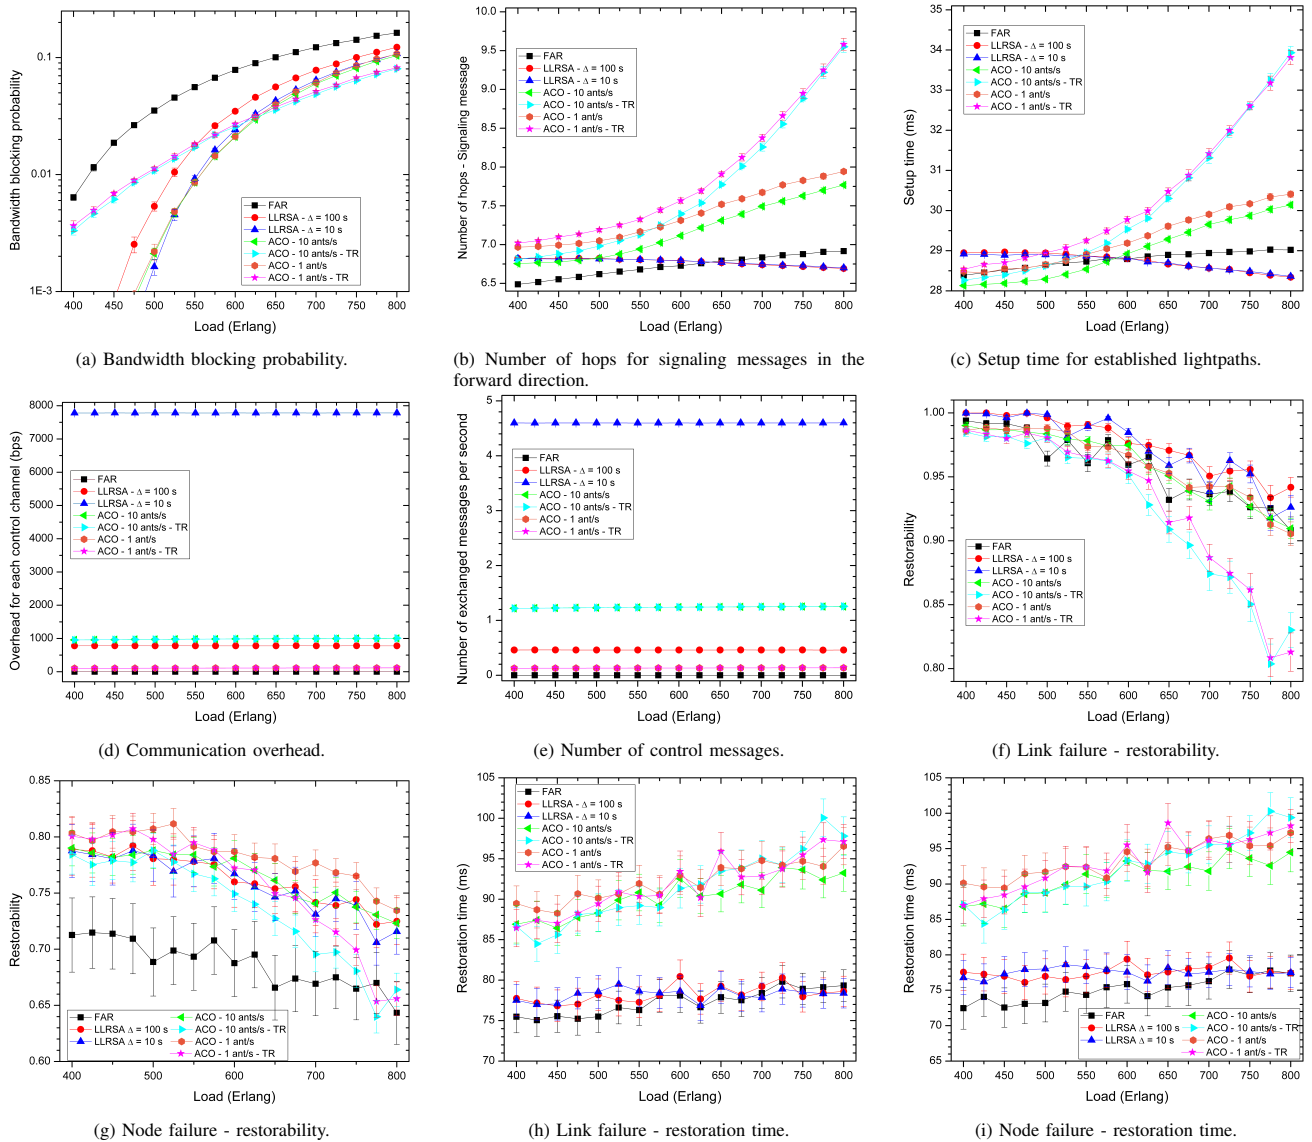 Bandwidth blocking probability
0.1
0.01
1E-3
400 450 500 550 600 650 700 750 800
Load (Erlang)
FAR
LLRSA - Δ = 100 s
LLRSA - Δ = 10 s
ACO - 10 ants/s
ACO - 10 ants/s - TR
ACO - 1 ant/s
ACO - 1 ant/s - TR
(a) Bandwidth blocking probability.
Number of hops - Signaling message
10.0
9.5
9.0
8.5
8.0
7.5
7.0
6.5
400 450 500 550 600 650 700 750 800
Load (Erlang)
FAR
LLRSA - Δ = 100 s
LLRSA - Δ = 10 s
ACO - 10 ants/s
ACO - 10 ants/s - TR
ACO - 1 ant/s
ACO - 1 ant/s - TR
(b) Number of hops for signaling messages in the
forward direction.
Setup time (ms)
35
34
33
32
31
30
29
28
400 450 500 550 600 650 700 750 800
Load (Erlang)
FAR
LLRSA - Δ = 100 s
LLRSA - Δ = 10 s
ACO - 10 ants/s
ACO - 10 ants/s - TR
ACO - 1 ant/s
ACO - 1 ant/s - TR
(c) Setup time for established lightpaths.
Overhead for each control channel (bps)
8000
7000
6000
5000
4000
3000
2000
1000
0
400 450 500 550 600 650 700 750 800
Load (Erlang)
FAR
LLRSA - Δ = 100 s
LLRSA - Δ = 10 s
ACO - 10 ants/s
ACO - 10 ants/s - TR
ACO - 1 ant/s
ACO - 1 ant/s - TR
(d) Communication overhead.
Number of exchanged messages per second
5
4
3
2
1
0
400 450 500 550 600 650 700 750 800
Load (Erlang)
FAR
LLRSA - Δ = 100 s
LLRSA - Δ = 10 s
ACO - 10 ants/s
ACO - 10 ants/s - TR
ACO - 1 ant/s
ACO - 1 ant/s - TR
(e) Number of control messages.
Restorability
1.00
0.95
0.90
0.85
0.80
400 450 500 550 600 650 700 750 800
Load (Erlang)
FAR
LLRSA - Δ = 100 s
LLRSA - Δ = 10 s
ACO - 10 ants/s
ACO - 10 ants/s - TR
ACO - 1 ant/s
ACO - 1 ant/s - TR
(f) Link failure - restorability.
Restorability
0.85
0.80
0.75
0.70
0.65
0.60
400 450 500 550 600 650 700 750 800
Load (Erlang)
FAR
LLRSA Δ = 100 s
LLRSA Δ = 10 s
ACO - 10 ants/s
ACO - 10 ants/s - TR
ACO - 1 ant/s
ACO - 1 ant/s - TR
(g) Node failure - restorability.
Restoration time (ms)
105
100
95
90
85
80
75
70
400 450 500 550 600 650 700 750 800
Load (Erlang)
FAR
LLRSA - Δ = 100 s
LLRSA - Δ = 10 s
ACO - 10 ants/s
ACO - 10 ants/s - TR
ACO - 1 ant/s
ACO - 1 ant/s - TR
(h) Link failure - restoration time.
Restoration time (ms)
105
100
95
90
85
80
75
70
65
400 450 500 550 600 650 700 750 800
Load (Erlang)
FAR
LLRSA Δ = 100 s
LLRSA Δ = 10 s
ACO - 10 ants/s
ACO - 10 ants/s - TR
ACO - 1 ant/s
ACO - 1 ant/s - TR
(i) Node failure - restoration time.